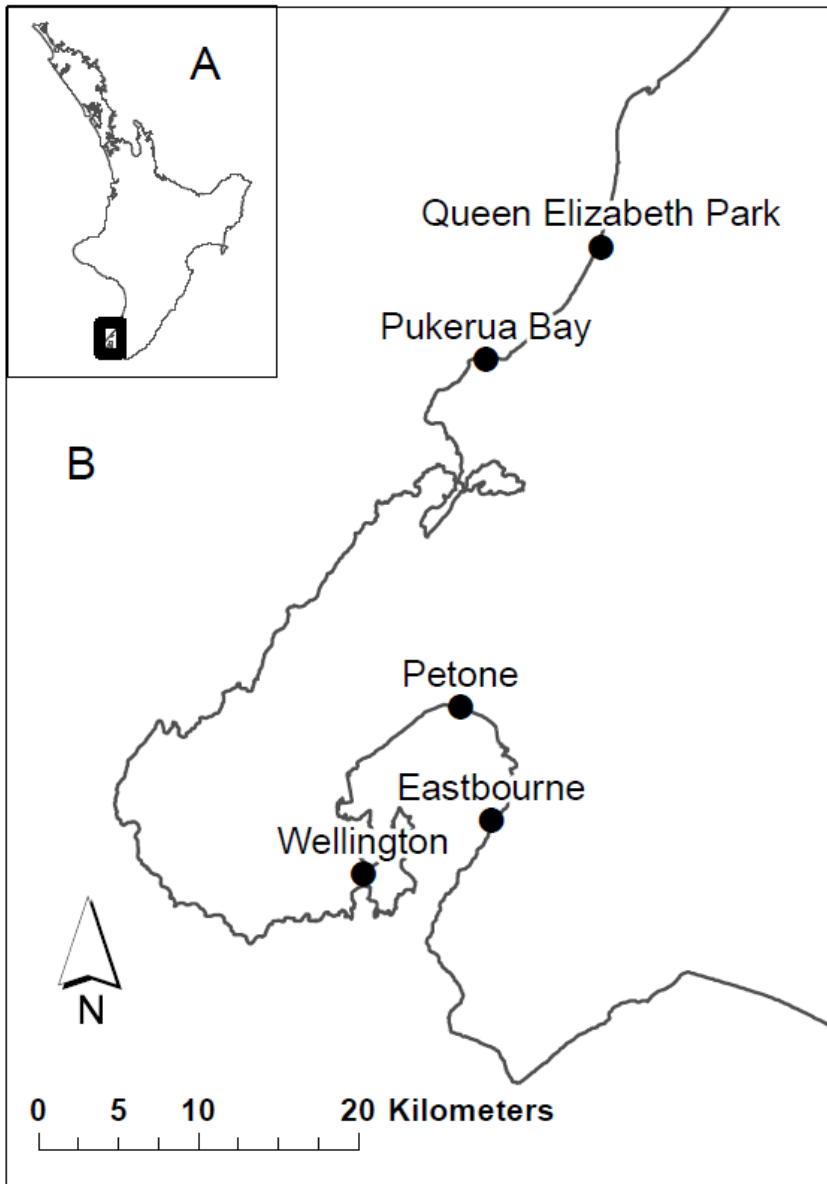 A
Queen Elizabeth Park
Pukerua Bay
B
Petone
Eastbourne
Wellington
N
0 5 10 20 Kilometers